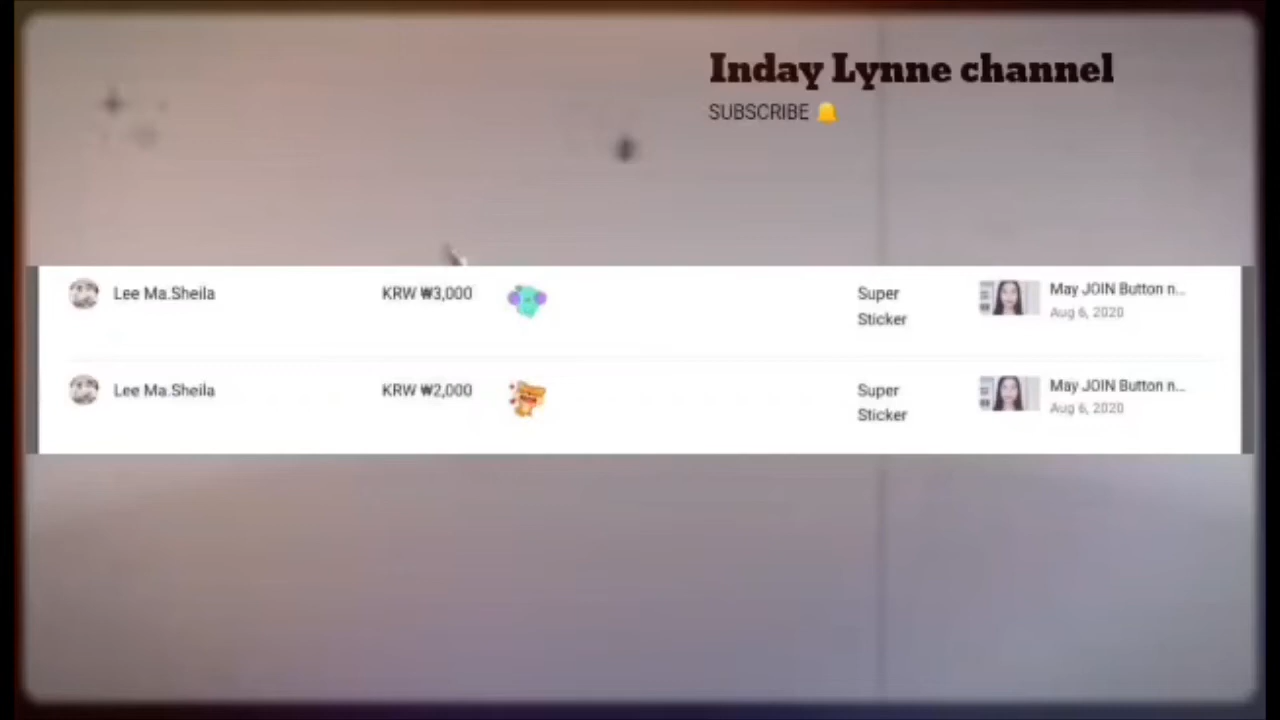 Inday Lynne channel
SUBSCRIBE 🔔
Lee Ma.Sheila KRW ₩3,000 Super Sticker May JOIN Button n...
Aug 6, 2020
Lee Ma.Sheila KRW ₩2,000 Super Sticker May JOIN Button n...
Aug 6, 2020